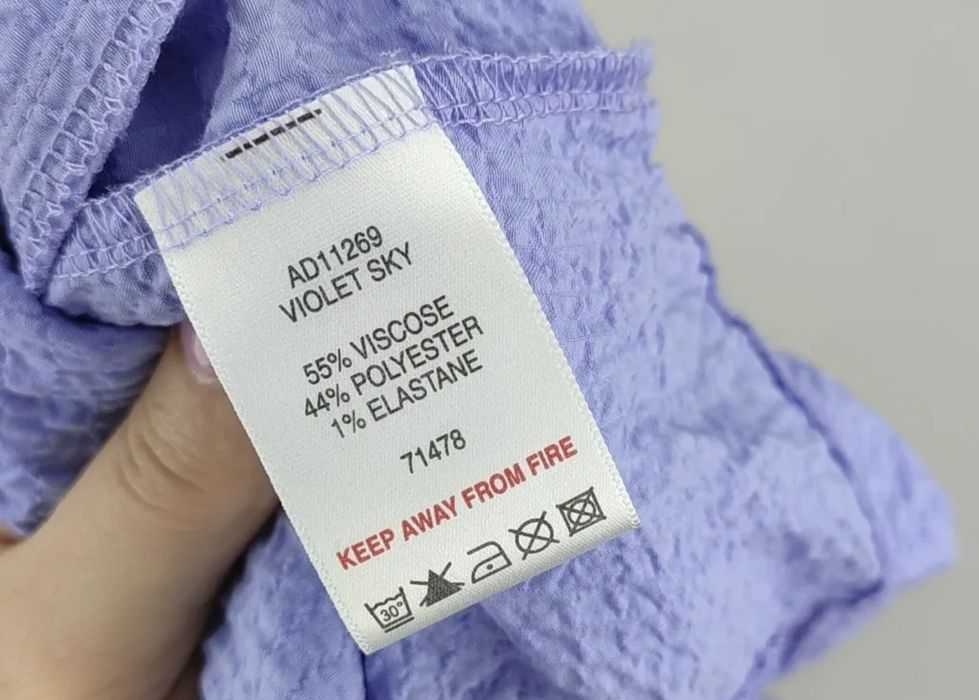 AD11269
VIOLET SKY
55% VISCOSE
44% POLYESTER
1% ELASTANE
71478
KEEP AWAY FROM FIRE
30°